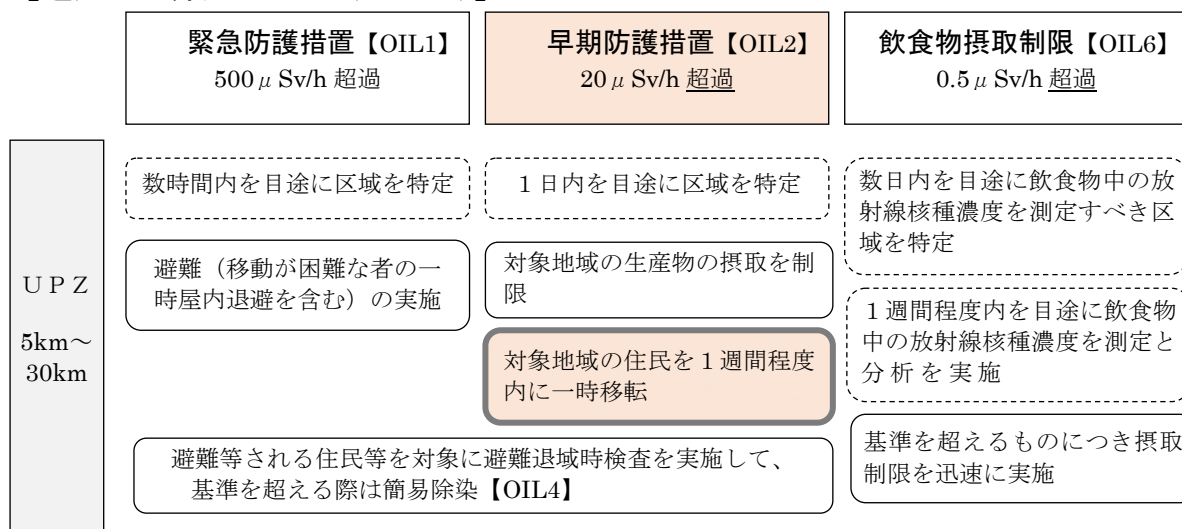 緊急防護措置【OIL1】
500μSv/h 超過
早期防護措置【OIL2】
20μSv/h 超過
飲食物摂取制限【OIL6】
0.5μSv/h 超過
UPZ
5km～
30km
数時間内を目途に区域を特定
避難（移動が困難な者の一
時屋内退避を含む）の実施
1日内を目途に区域を特定
対象地域の生産物の摂取を制
限
対象地域の住民を1週間程度
内に一時移転
避難等される住民等を対象に避難退域時検査を実施して、
基準を超える際は簡易除染【OIL4】
数日内を目途に飲食物中の放
射線核種濃度を測定すべき区
域を特定
1週間程度内を目途に飲食物
中の放射線核種濃度を測定と
分析を実施
基準を超えるものにつき摂取
制限を迅速に実施